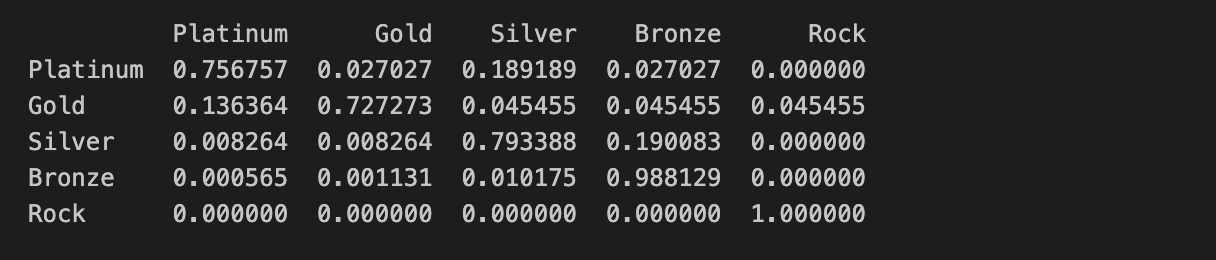 Platinum Gold Silver Bronze Rock
Platinum 0.756757 0.027027 0.189189 0.027027 0.000000
Gold 0.136364 0.727273 0.045455 0.045455 0.045455
Silver 0.008264 0.008264 0.793388 0.190083 0.000000
Bronze 0.000565 0.001131 0.010175 0.988129 0.000000
Rock 0.000000 0.000000 0.000000 0.000000 1.000000